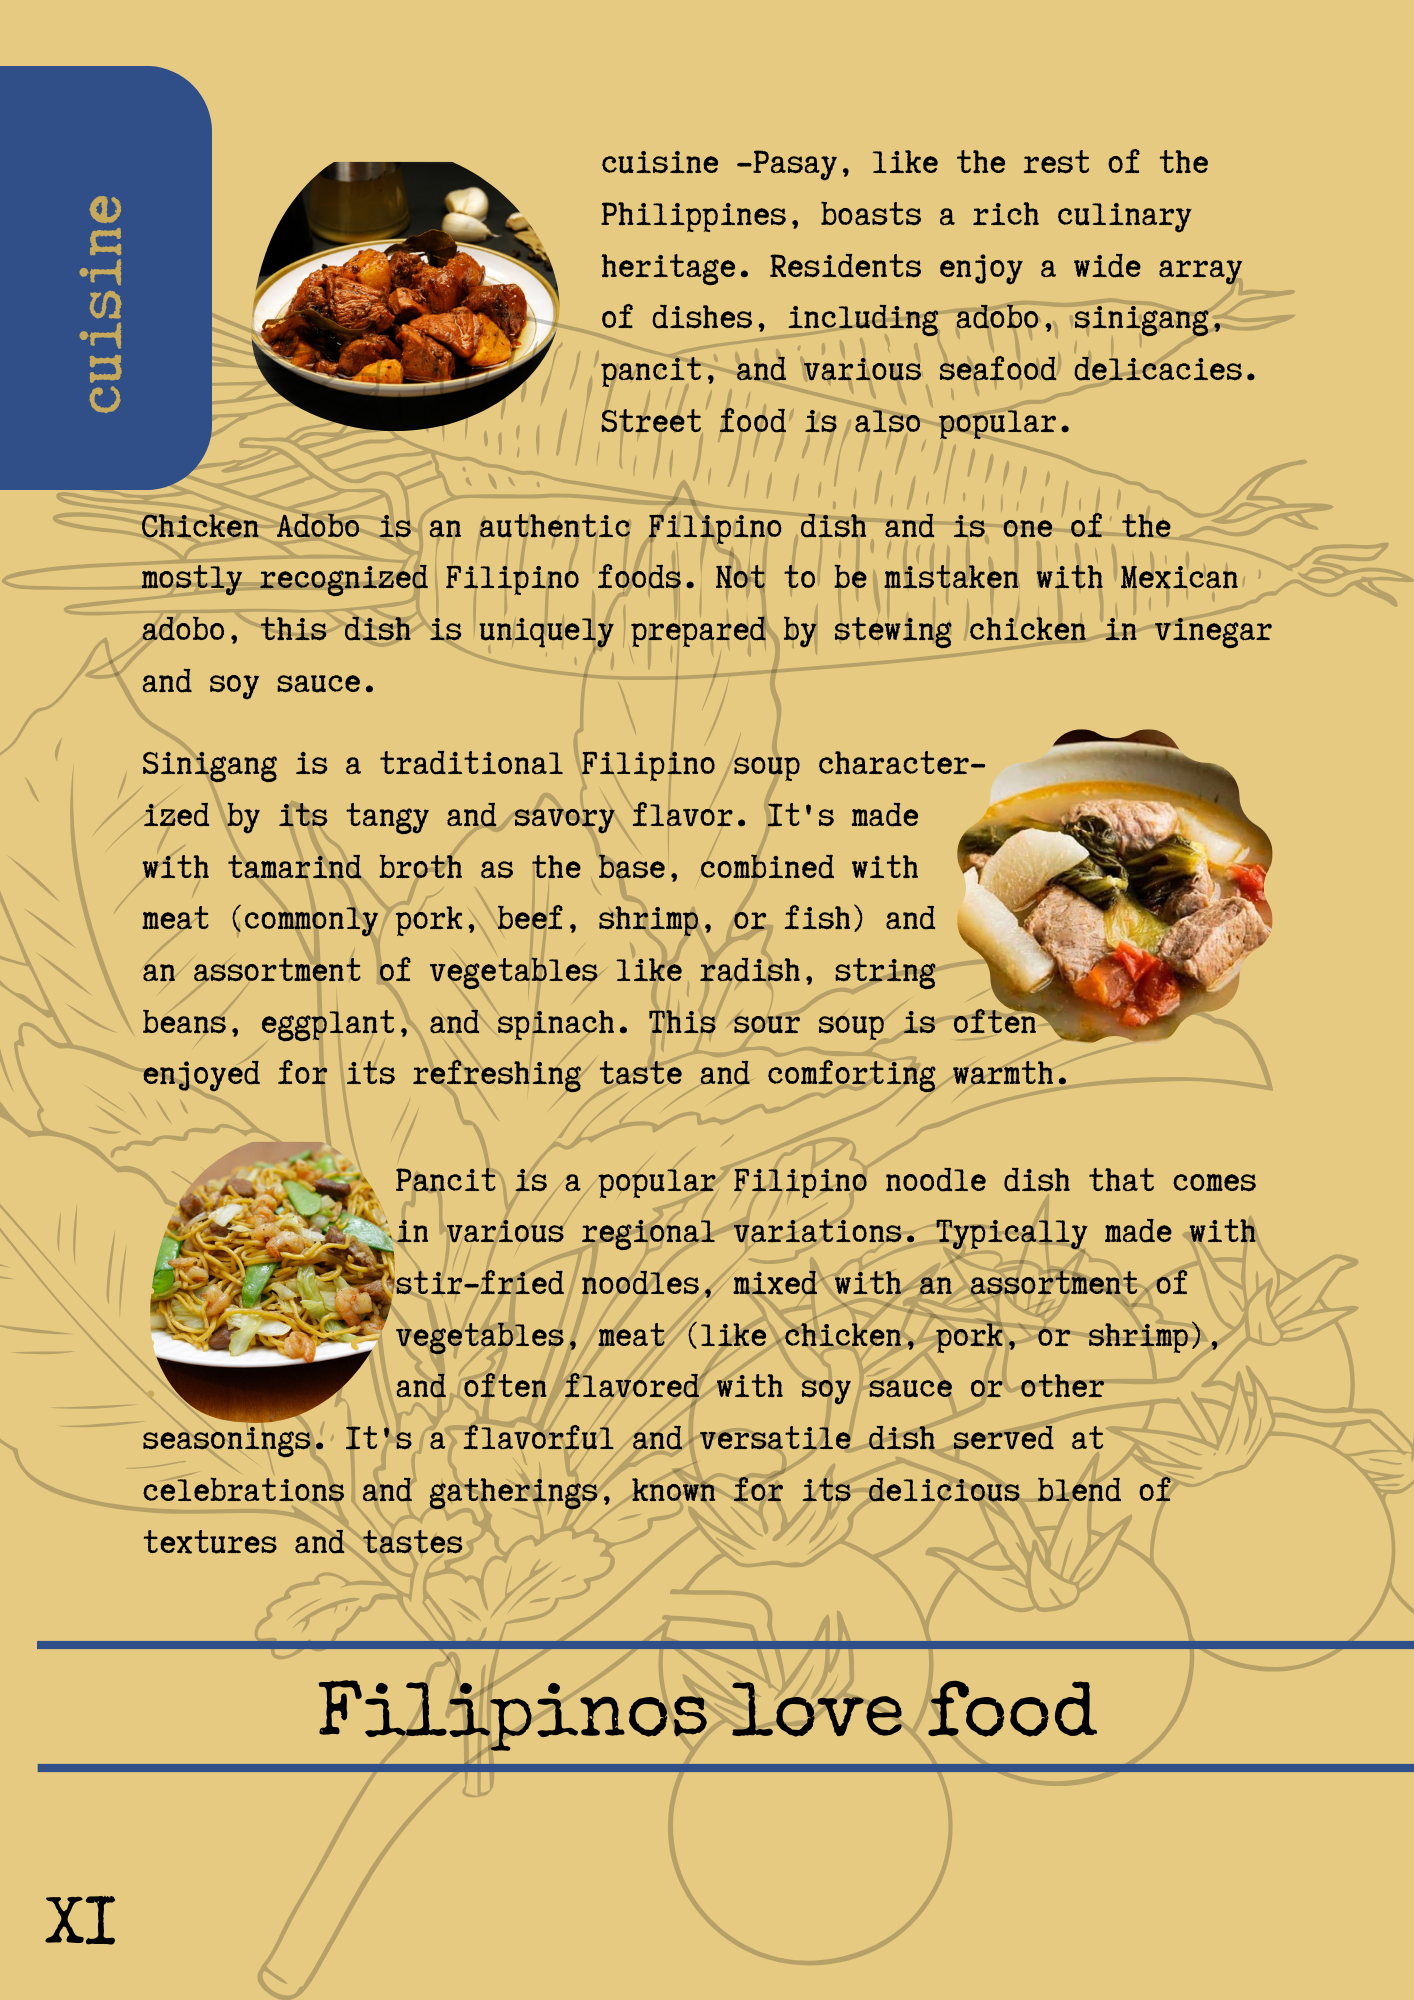 cuisine
cuisine -Pasay, like the rest of the
Philippines, boasts a rich culinary
heritage. Residents enjoy a wide array
of dishes, including adobo, sinigang,
pancit, and various seafood delicacies.
Street food is also popular.
Chicken Adobo is an authentic Filipino dish and is one of the
mostly recognized Filipino foods. Not to be mistaken with Mexican
adobo, this dish is uniquely prepared by stewing chicken in vinegar
and soy sauce.
Sinigang is a traditional Filipino soup character-
ized by its tangy and savory flavor. It's made
with tamarind broth as the base, combined with
meat (commonly pork, beef, shrimp, or fish) and
an assortment of vegetables like radish, string
beans, eggplant, and spinach. This sour soup is often
enjoyed for its refreshing taste and comforting warmth.
Pancit is a popular Filipino noodle dish that comes
in various regional variations. Typically made with
stir-fried noodles, mixed with an assortment of
vegetables, meat (like chicken, pork, or shrimp),
and often flavored with soy sauce or other
seasonings. It's a flavorful and versatile dish served at
celebrations and gatherings, known for its delicious blend of
textures and tastes
Filipinos love food
XI